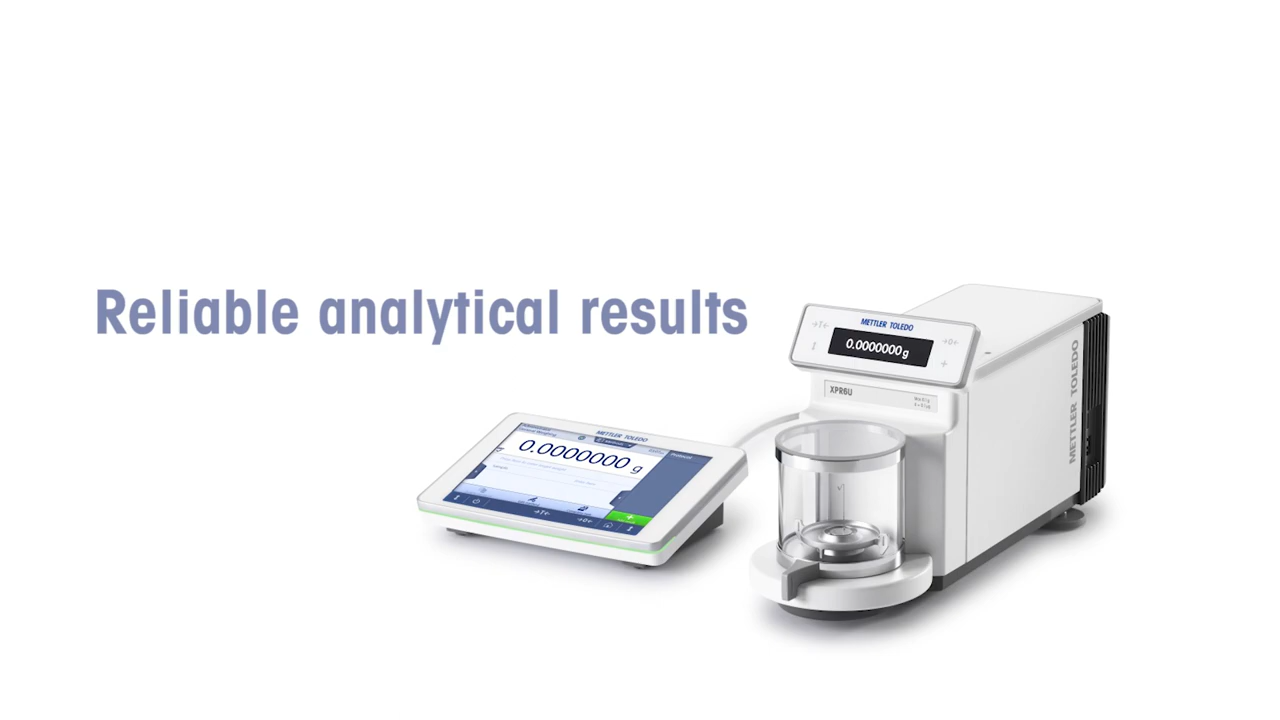 Reliable analytical results
METTLER TOLEDO
0.0000000 g
XPR6U
METTLER TOLEDO
METTLER TOLEDO
0.0000000 g